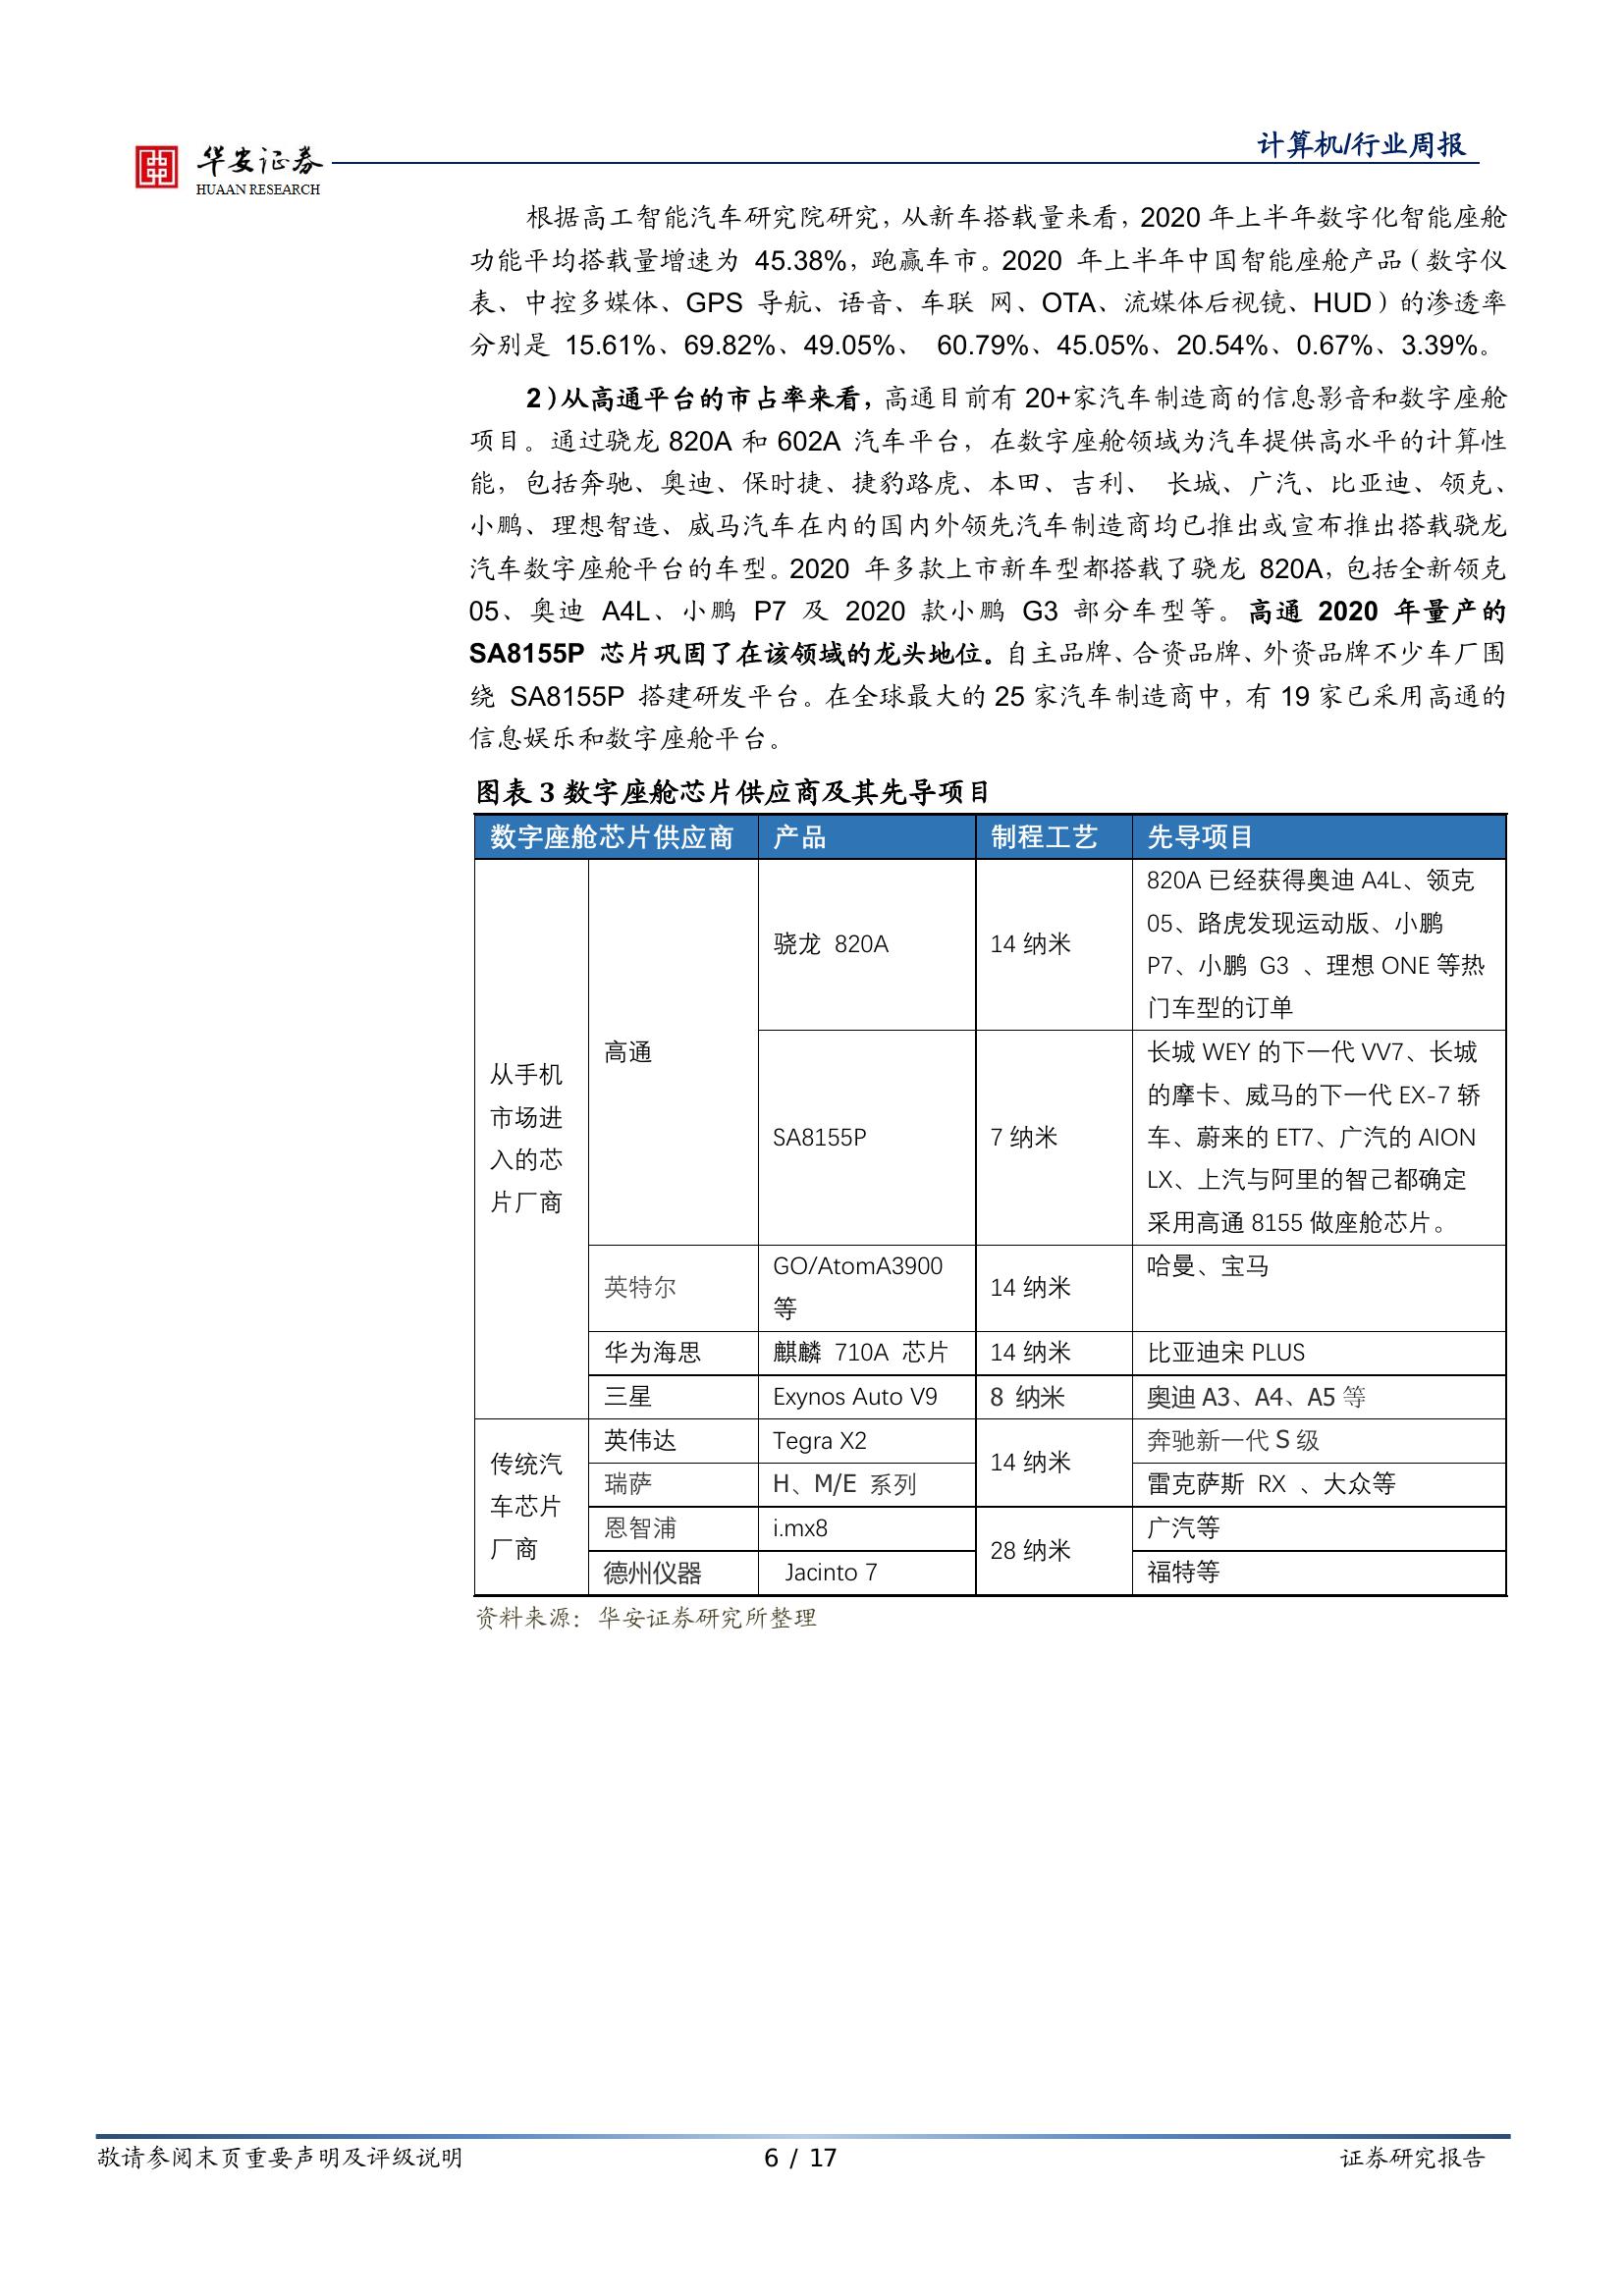 华安证券
HUAAN RESEARCH
计算机/行业周报
根据高工智能汽车研究院研究，从新车搭载量来看，2020 年上半年数字化智能座舱
功能平均搭载量增速为 45.38%，跑赢车市。2020 年上半年中国智能座舱产品（数字仪
表、中控多媒体、GPS 导航、语音、车联 网、OTA、流媒体后视镜、HUD）的渗透率
分别是 15.61%、69.82%、49.05%、 60.79%、45.05%、20.54%、0.67%、3.39%。
2）从高通平台的市占率来看，高通目前有 20+家汽车制造商的信息影音和数字座舱
项目。通过骁龙 820A 和 602A 汽车平台，在数字座舱领域为汽车提供高水平的计算性
能，包括奔驰、奥迪、保时捷、捷豹路虎、本田、吉利、 长城、广汽、比亚迪、领克、
小鹏、理想智造、威马汽车在内的国内外领先汽车制造商均已推出或宣布推出搭载骁龙
汽车数字座舱平台的车型。2020 年多款上市新车型都搭载了骁龙 820A，包括全新领克
05、奥迪 A4L、小鹏 P7 及 2020 款小鹏 G3 部分车型等。高通 2020 年量产的
SA8155P 芯片巩固了在该领域的龙头地位。自主品牌、合资品牌、外资品牌不少车厂围
绕 SA8155P 搭建研发平台。在全球最大的 25 家汽车制造商中，有 19 家已采用高通的
信息娱乐和数字座舱平台。
图表 3 数字座舱芯片供应商及其先导项目
数字座舱芯片供应商 产品 制程工艺 先导项目
从手机
市场进
入的芯
片厂商
高通
骁龙 820A
14 纳米
820A 已经获得奥迪 A4L、领克
05、路虎发现运动版、小鹏
P7、小鹏 G3 、理想 ONE 等热
门车型的订单
SA8155P
7 纳米
长城 WEY 的下一代 VV7、长城
的摩卡、威马的下一代 EX-7 轿
车、蔚来的 ET7、广汽的 AION
LX、上汽与阿里的智己都确定
采用高通 8155 做座舱芯片。
英特尔
GO/AtomA3900
等
14 纳米
哈曼、宝马
华为海思 麒麟 710A 芯片 14 纳米 比亚迪宋 PLUS
三星 Exynos Auto V9 8 纳米 奥迪 A3、A4、A5 等
传统汽
车芯片
厂商
英伟达 Tegra X2 14 纳米 奔驰新一代 S 级
瑞萨 H、M/E 系列 雷克萨斯 RX 、大众等
恩智浦 i.mx8 28 纳米 广汽等
德州仪器 Jacinto 7 福特等
资料来源：华安证券研究所整理
敬请参阅末页重要声明及评级说明 6 / 17 证券研究报告